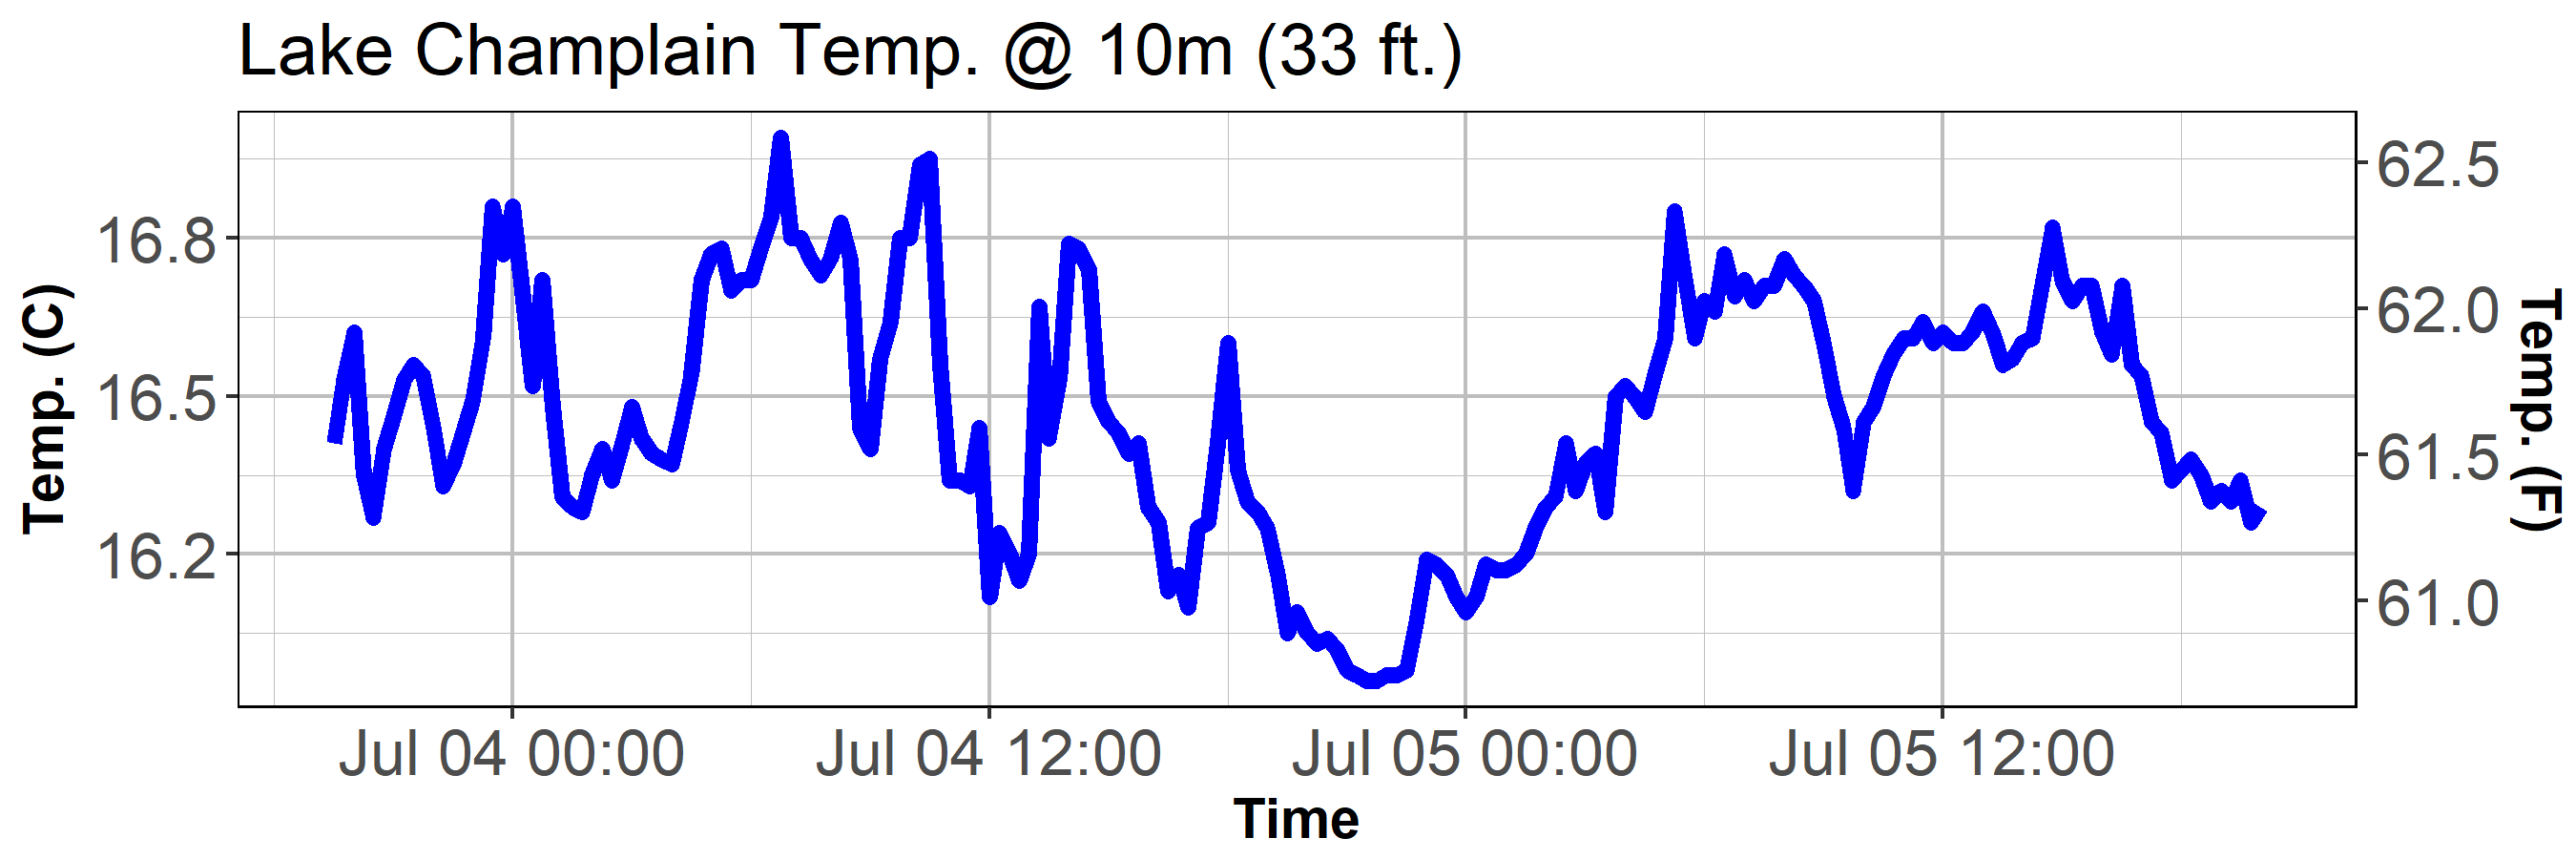 Lake Champlain Temp. @ 10m (33 ft.)
Temp. (C)
16.8
16.5
16.2
62.5
62.0
61.5
61.0
Temp. (F)
Jul 04 00:00 Jul 04 12:00 Jul 05 00:00 Jul 05 12:00
Time